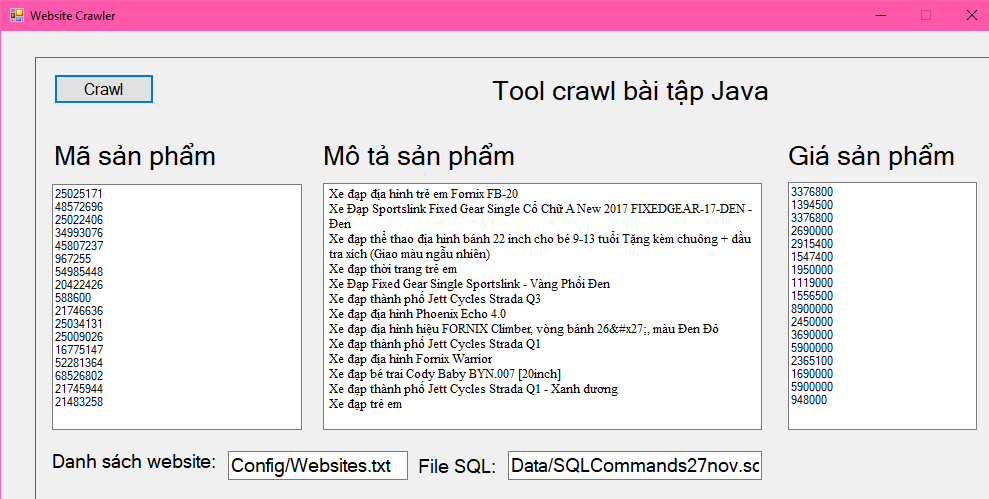 Website Crawler
Crawl
Tool crawl bài tập Java
Mã sản phẩm
Mô tả sản phẩm
Giá sản phẩm
25025171
48572696
25022406
34993076
45807237
967255
54985448
20422426
588600
21746636
25034131
25009026
16775147
52281364
68526802
21745944
21483258
Xe đạp địa hình trẻ em Fornix FB-20
Xe Đạp Sportslink Fixed Gear Single Cổ Chữ A New 2017 FIXEDGEAR-17-DEN -
Đen
Xe đạp thể thao địa hình bánh 22 inch cho bé 9-13 tuổi Tặng kèm chuông + dầu
tra xích (Giao màu ngẫu nhiên)
Xe đạp thời trang trẻ em
Xe Đạp Fixed Gear Single Sportslink - Vàng Phối Đen
Xe đạp thành phố Jett Cycles Strada Q3
Xe đạp địa hình Phoenix Echo 4.0
Xe đạp địa hình hiệu FORNIX Climber, vòng bánh 26&#x27;, màu Đen Đỏ
Xe đạp thành phố Jett Cycles Strada Q1
Xe đạp địa hình Fornix Warrior
Xe đạp bé trai Cody Baby BYN.007 [20inch]
Xe đạp thành phố Jett Cycles Strada Q1 - Xanh dương
Xe đạp trẻ em
3376800
1394500
3376800
2690000
2915400
1547400
1950000
1119000
1556500
8900000
2450000
3690000
5900000
2365100
1690000
5900000
948000
Danh sách website:
Config/Websites.txt
File SQL:
Data/SQLCommands27nov.sc